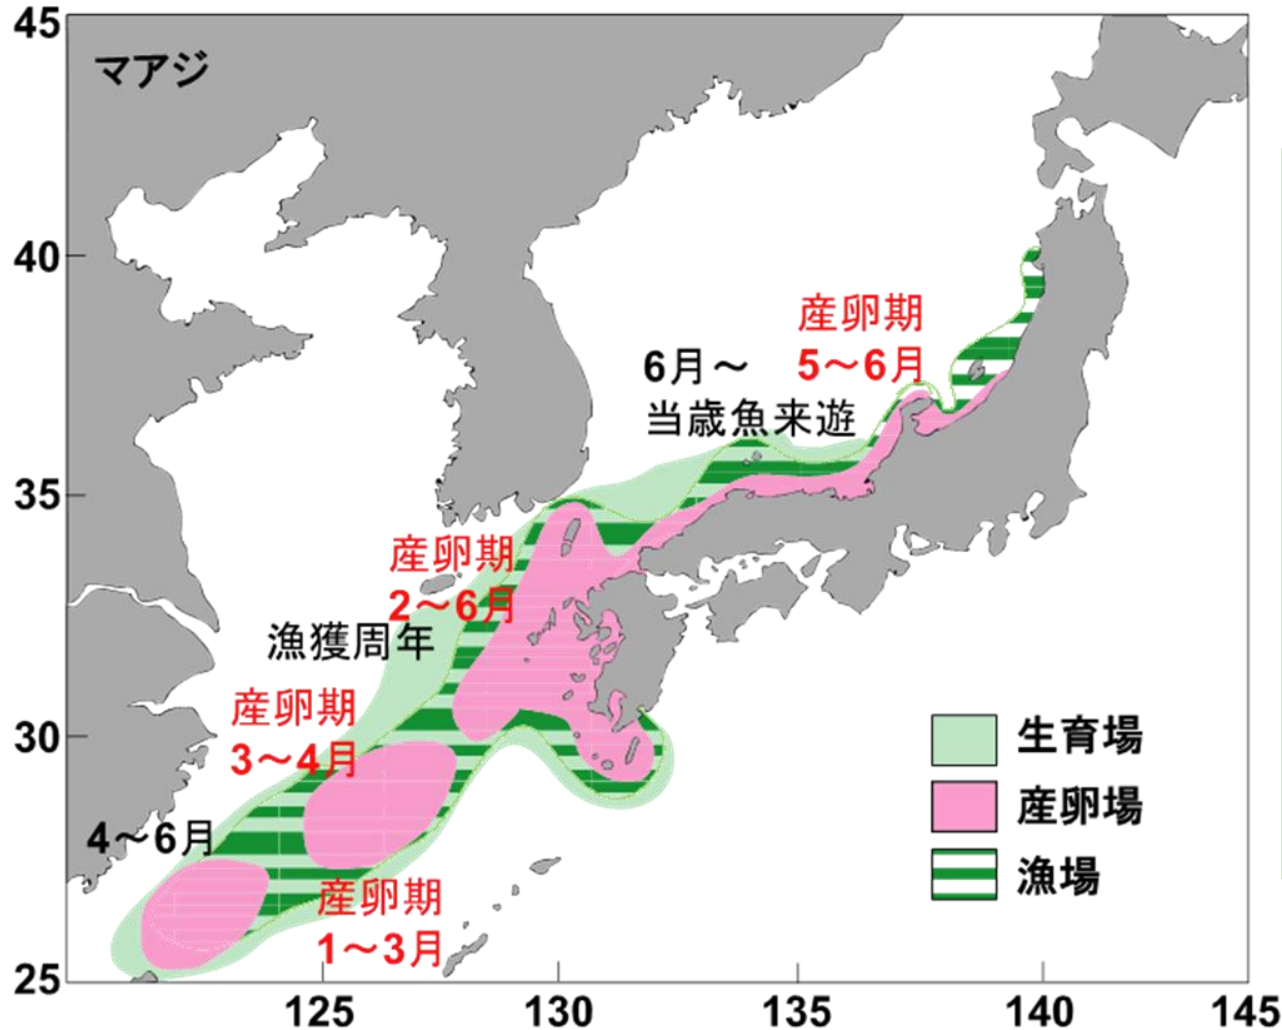 45
マアジ
40
産卵期
5～6月
6月～
当歳魚来遊
35
産卵期
2～6月
漁獲周年
産卵期
3～4月
30
生育場
産卵場
漁場
4～6月
産卵期
1～3月
25
125
130
135
140
145